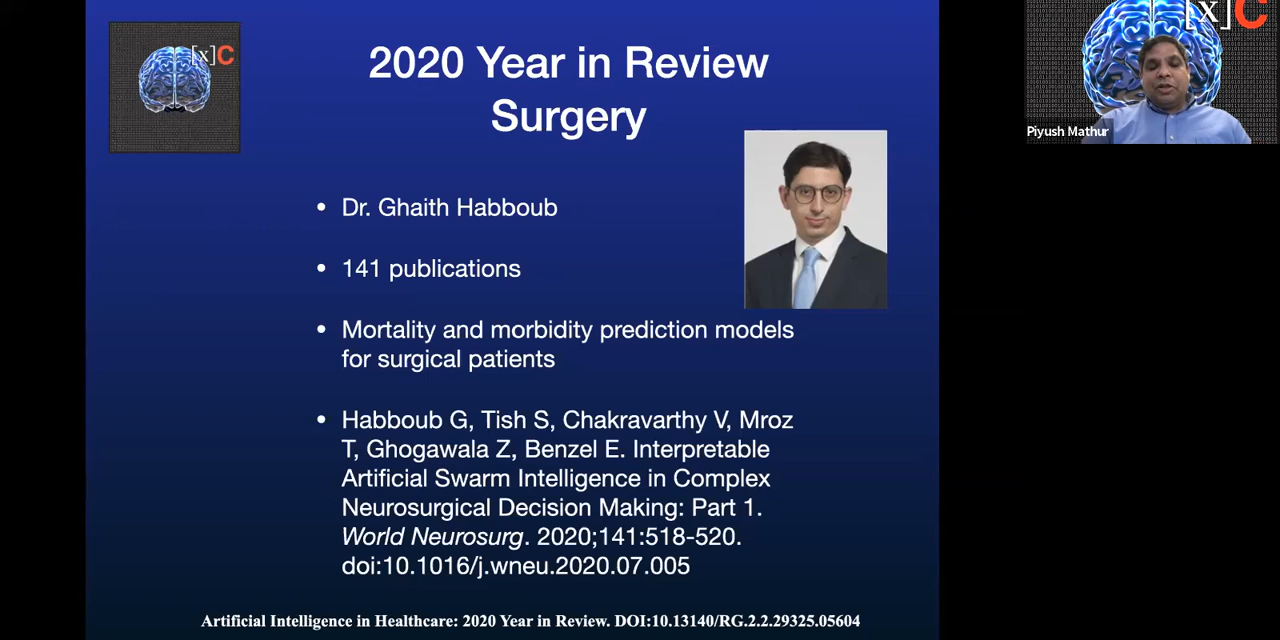 [x]C
2020 Year in Review
Surgery
• Dr. Ghaith Habboub
• 141 publications
• Mortality and morbidity prediction models
for surgical patients
• Habboub G, Tish S, Chakravarthy V, Mroz
T, Ghogawala Z, Benzel E. Interpretable
Artificial Swarm Intelligence in Complex
Neurosurgical Decision Making: Part 1.
World Neurosurg. 2020;141:518-520.
doi:10.1016/j.wneu.2020.07.005
Artificial Intelligence in Healthcare: 2020 Year in Review. DOI:10.13140/RG.2.2.29325.05604
[x]C
Piyush Mathur